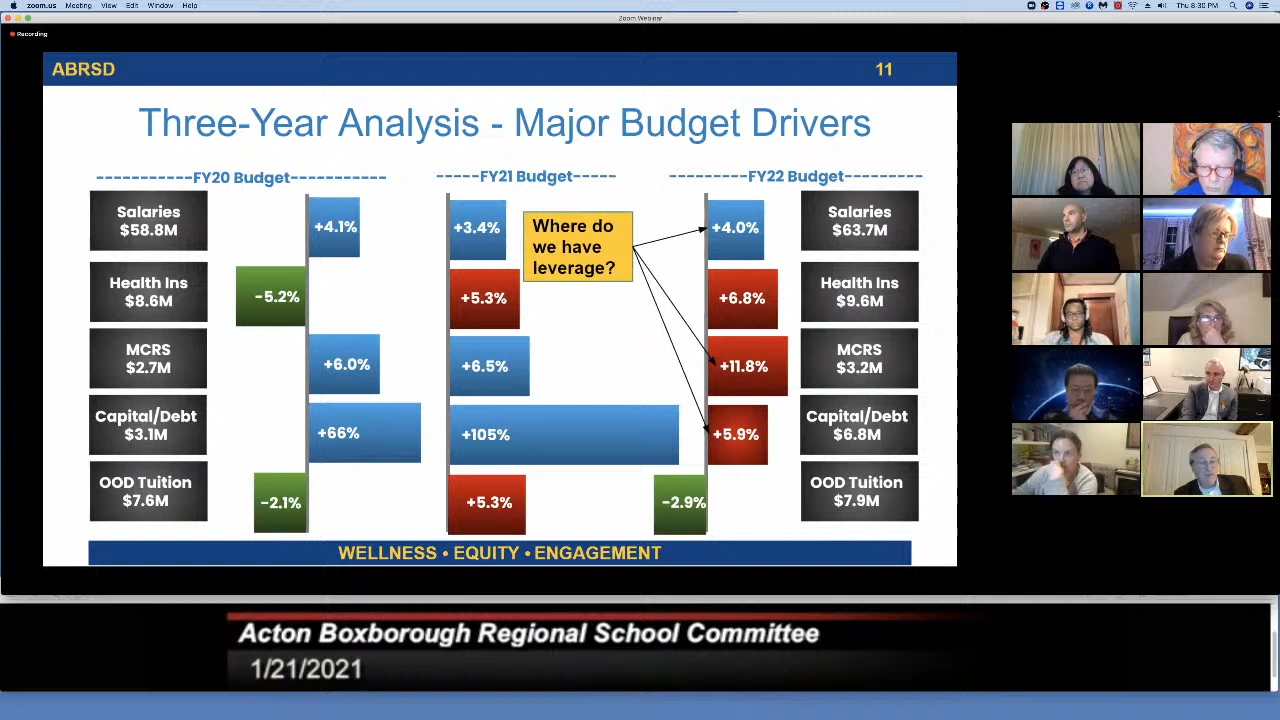 zoom.us Meeting View Edit Window Help
Thu 8:30 PM
Zoom Webinar
Recording
ABRSD
11
Three-Year Analysis - Major Budget Drivers
-----------FY20 Budget-----------
-----FY21 Budget-----
---------FY22 Budget---------
Salaries
$58.8M
+4.1%
+3.4%
Where do
we have
leverage?
+4.0%
Salaries
$63.7M
Health Ins
$8.6M
-5.2%
+5.3%
+6.8%
Health Ins
$9.6M
MCRS
$2.7M
+6.0%
+6.5%
+11.8%
MCRS
$3.2M
Capital/Debt
$3.1M
+66%
+105%
+5.9%
Capital/Debt
$6.8M
OOD Tuition
$7.6M
-2.1%
+5.3%
-2.9%
OOD Tuition
$7.9M
WELLNESS • EQUITY • ENGAGEMENT
Acton Boxborough Regional School Committee
1/21/2021